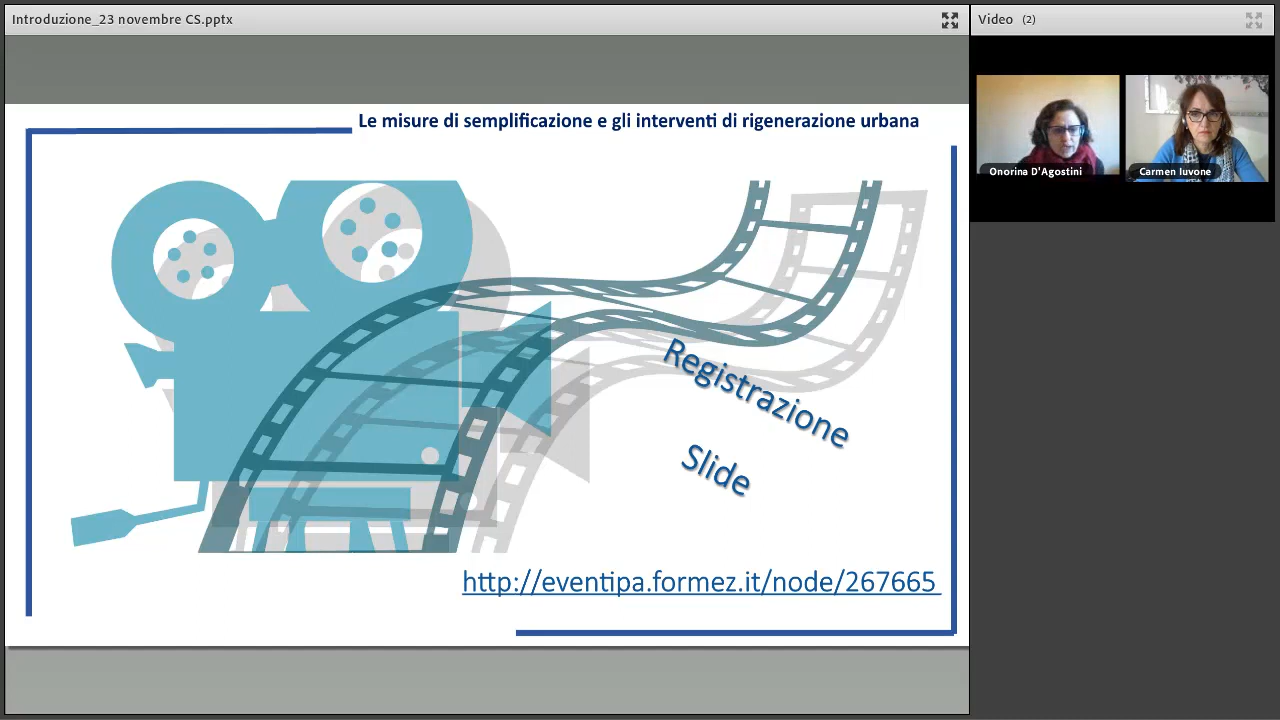 Introduzione_23 novembre CS.pptx
Video (2)
Onorina D'Agostini
Carmen Iuvone
Le misure di semplificazione e gli interventi di rigenerazione urbana
Registrazione
Slide
http://eventipa.formez.it/node/267665